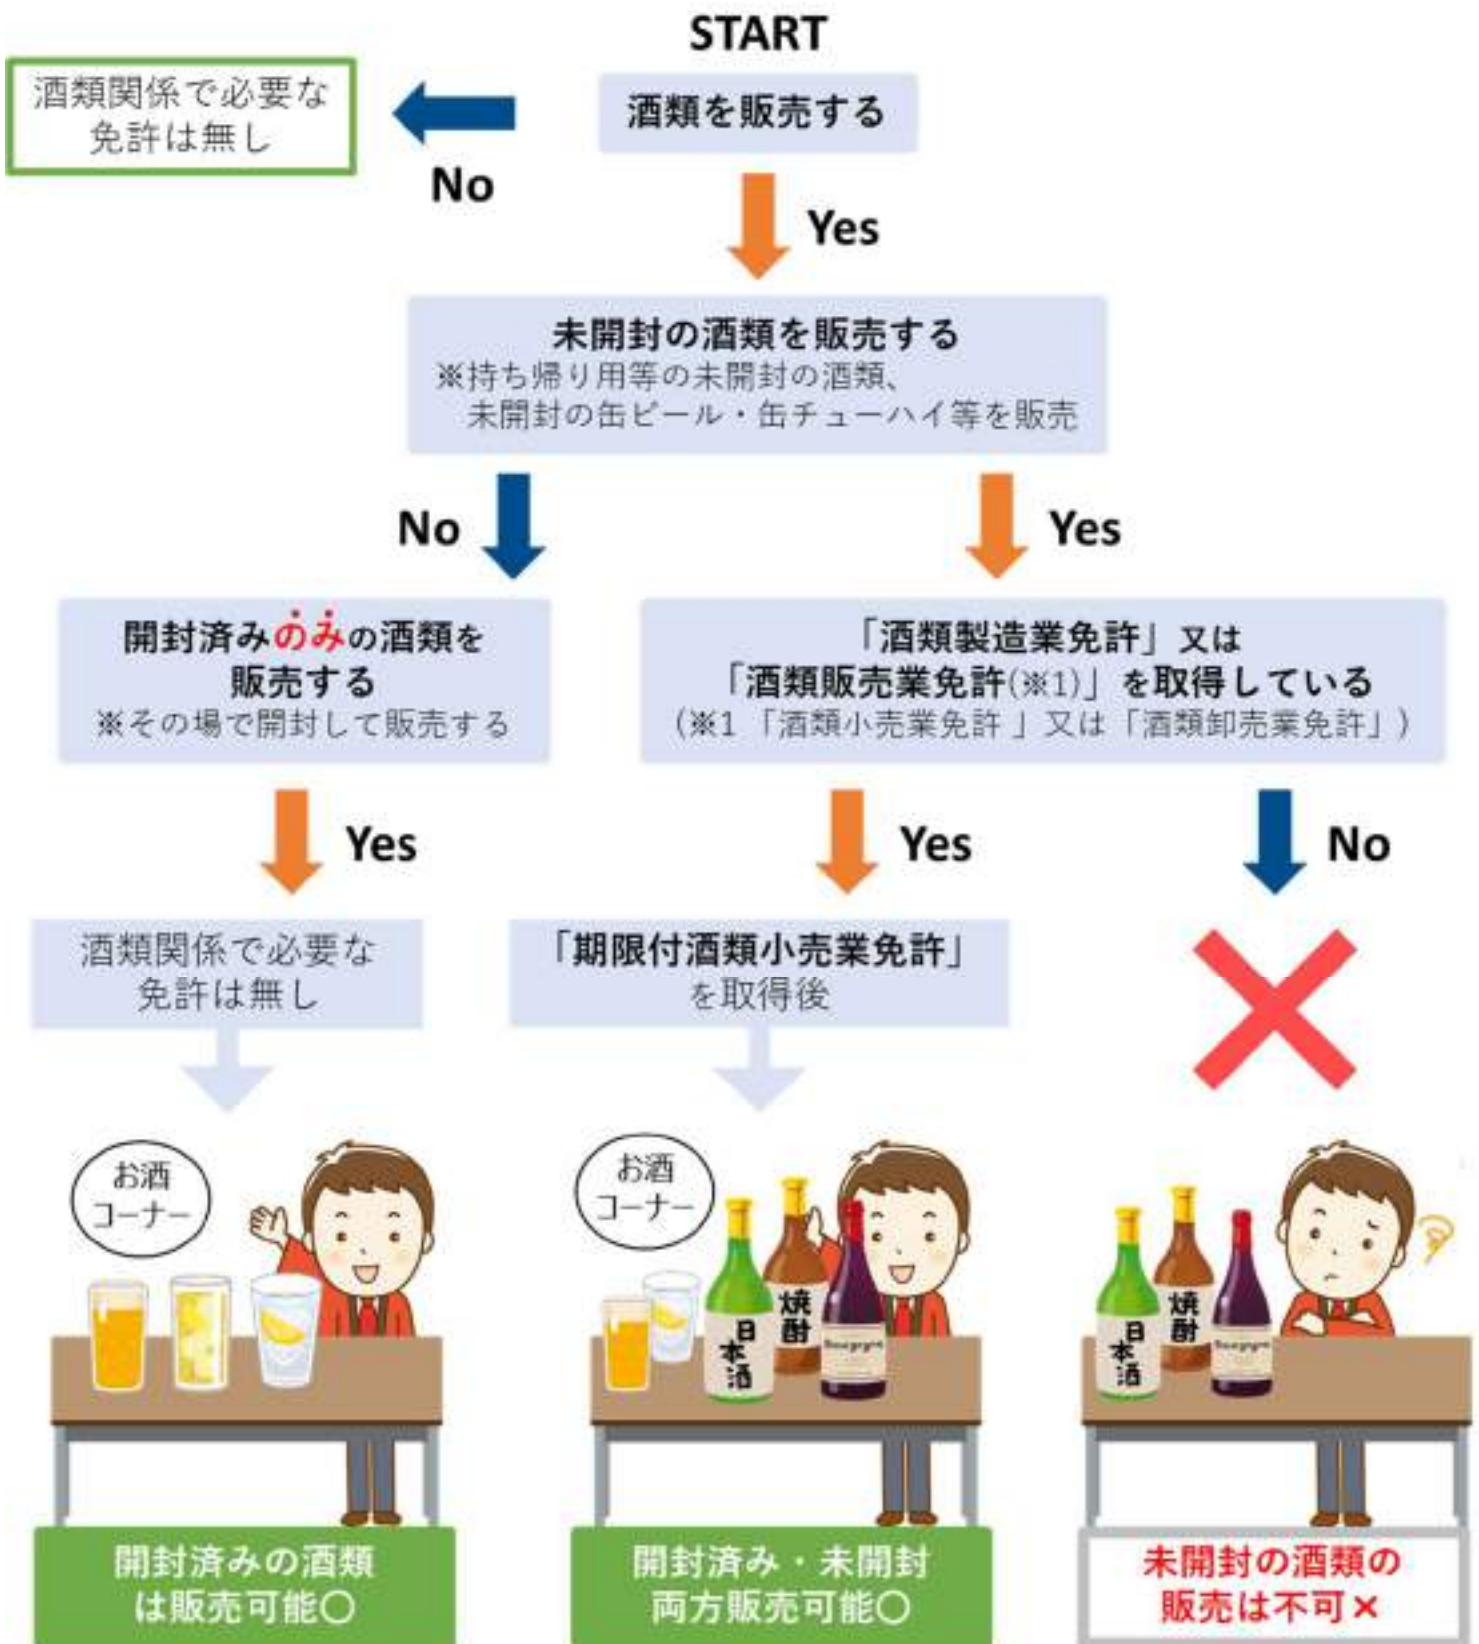 START
酒類関係で必要な
免許は無し
酒類を販売する
No
Yes
未開封の酒類を販売する
※持ち帰り用等の未開封の酒類、
未開封の缶ビール・缶チューハイ等を販売
No
Yes
開封済みのみの酒類を
販売する
※その場で開封して販売する
「酒類製造業免許」又は
「酒類販売業免許(※1)」を取得している
(※1「酒類小売業免許 」又は「酒類卸売業免許」)
Yes
Yes
No
酒類関係で必要な
免許は無し
「期限付酒類小売業免許」
を取得後
お酒
コーナー
お酒
コーナー
日本酒
焼酎
日本酒
焼酎
開封済みの酒類
は販売可能〇
開封済み・未開封
両方販売可能〇
未開封の酒類の
販売は不可×